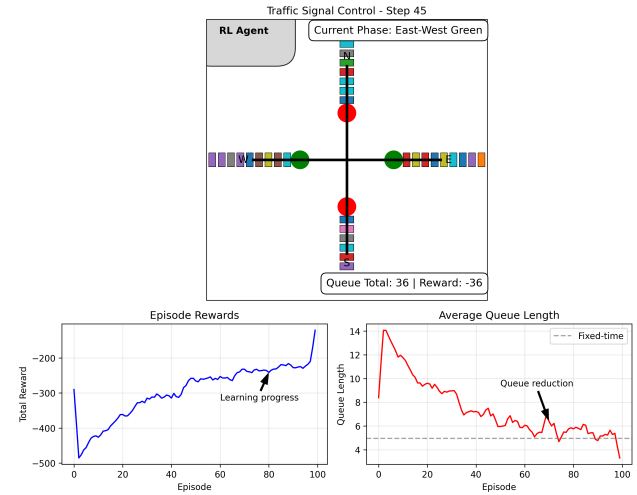 Traffic Signal Control - Step 45
RL Agent
Current Phase: East-West Green
N
W
E
S
Queue Total: 36 | Reward: -36
Episode Rewards
Total Reward
−200
−300
−400
−500
0
20
40
60
80
100
Episode
Learning progress
Average Queue Length
Queue Length
14
12
10
8
6
4
0
20
40
60
80
100
Episode
Fixed-time
Queue reduction